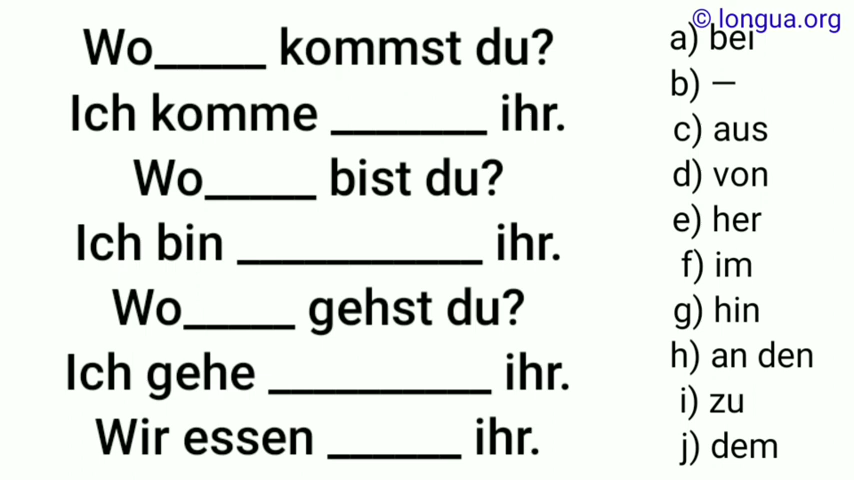 © longua.org
Wo_____ kommst du?
Ich komme _______ ihr.
Wo_____ bist du?
Ich bin ___________ ihr.
Wo_____ gehst du?
Ich gehe __________ ihr.
Wir essen ______ ihr.
a) bei
b) —
c) aus
d) von
e) her
f) im
g) hin
h) an den
i) zu
j) dem